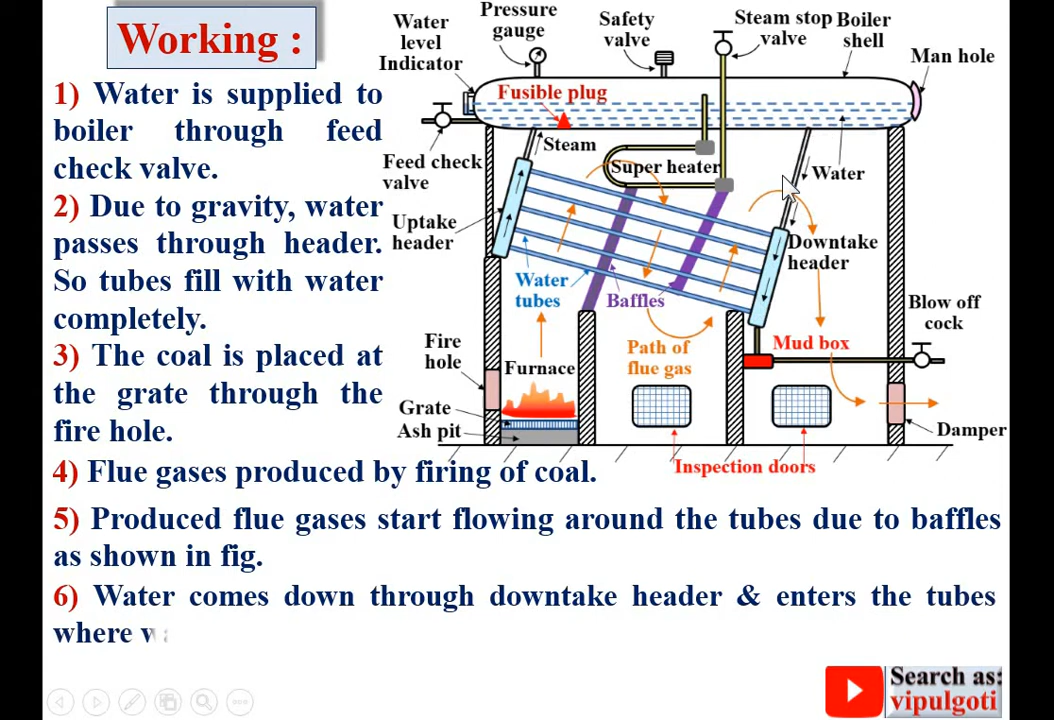 Working :
1) Water is supplied to
boiler through feed
check valve.
2) Due to gravity, water
passes through header.
So tubes fill with water
completely.
3) The coal is placed at
the grate through the
fire hole.
4) Flue gases produced by firing of coal.
5) Produced flue gases start flowing around the tubes due to baffles
as shown in fig.
6) Water comes down through downtake header & enters the tubes
where wa
Water
level
Indicator
Pressure
gauge
Safety
valve
Steam stop
valve
Boiler
shell
Man hole
Fusible plug
Feed check
valve
Steam
Super heater
Water
Uptake
header
Downtake
header
Water
tubes
Baffles
Blow off
cock
Fire
hole
Furnace
Path of
flue gas
Mud box
Grate
Ash pit
Damper
Inspection doors
Search as:
vipulgoti